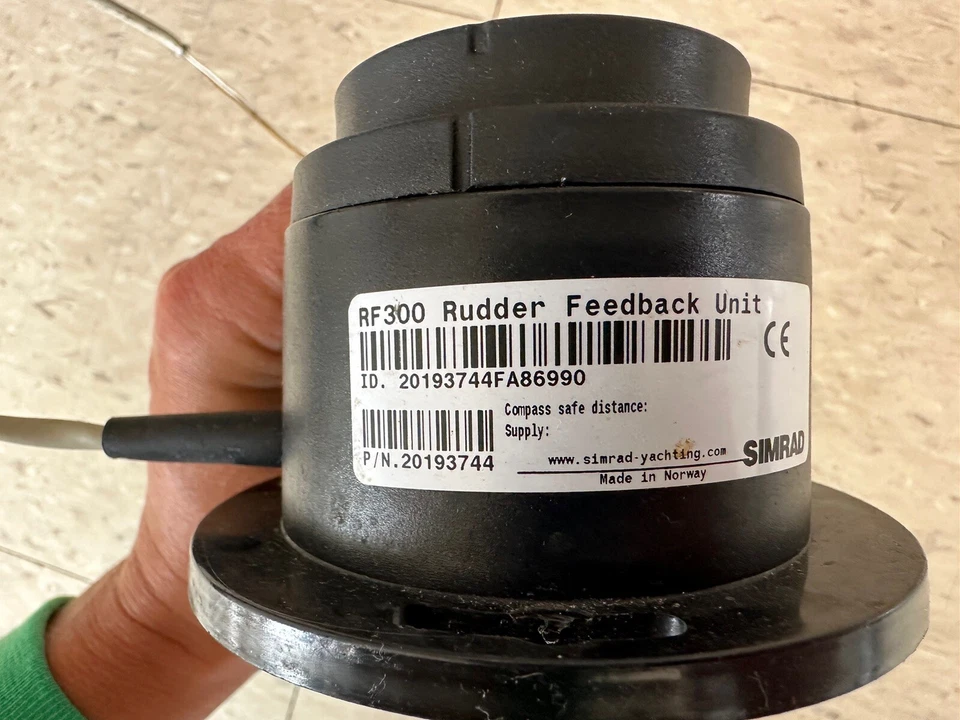 RF300 Rudder Feedback Unit
CE
ID. 20193744FA86990
Compass safe distance:
Supply:
P/N.20193744
www.simrad-yachting.com
SIMRAD
Made in Norway